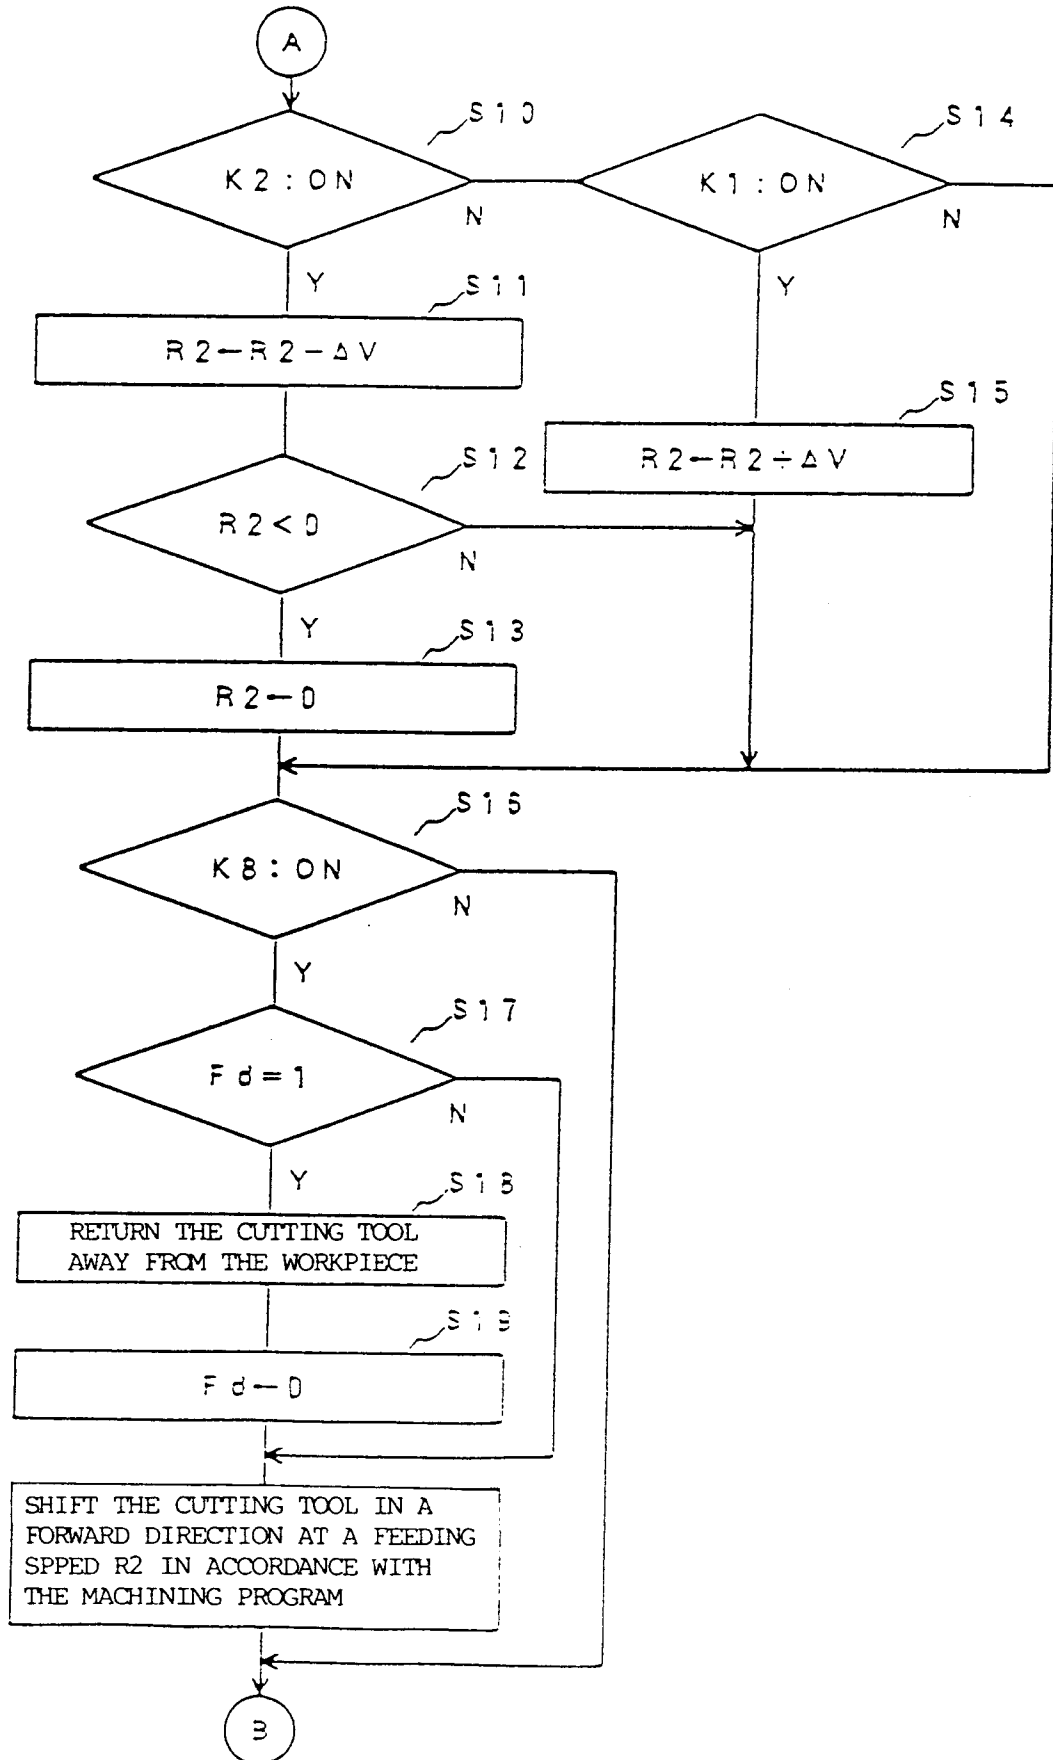 A
S10
K2:ON
N
Y
S14
K1:ON
N
Y
S11
R2←R2-ΔV
S15
R2←R2+ΔV
S12
R2<0
N
Y
S13
R2←0
S16
K8:ON
N
Y
S17
Fd=1
N
Y
S18
RETURN THE CUTTING TOOL
AWAY FROM THE WORKPIECE
S19
Fd←0
SHIFT THE CUTTING TOOL IN A
FORWARD DIRECTION AT A FEEDING
SPPED R2 IN ACCORDANCE WITH
THE MACHINING PROGRAM
B